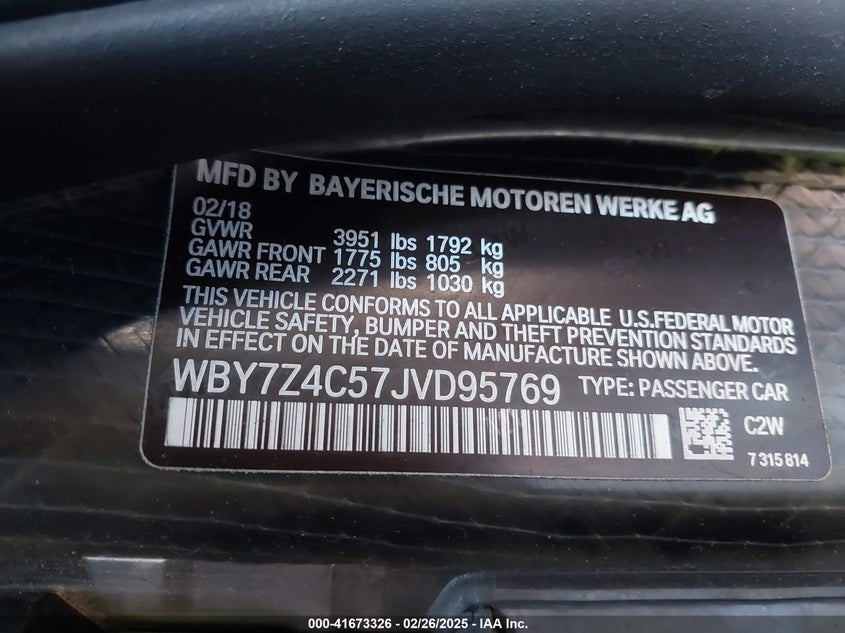 MFD BY BAYERISCHE MOTOREN WERKE AG
02/18
GVWR 3951 lbs 1792 kg
GAWR FRONT 1775 lbs 805 kg
GAWR REAR 2271 lbs 1030 kg
THIS VEHICLE CONFORMS TO ALL APPLICABLE U.S.FEDERAL MOTOR
VEHICLE SAFETY, BUMPER AND THEFT PREVENTION STANDARDS
IN EFFECT ON THE DATE OF MANUFACTURE SHOWN ABOVE.
WBY7Z4C57JVD95769 TYPE: PASSENGER CAR
C2W
7 315 814
000-41673326 - 02/26/2025 - IAA Inc.